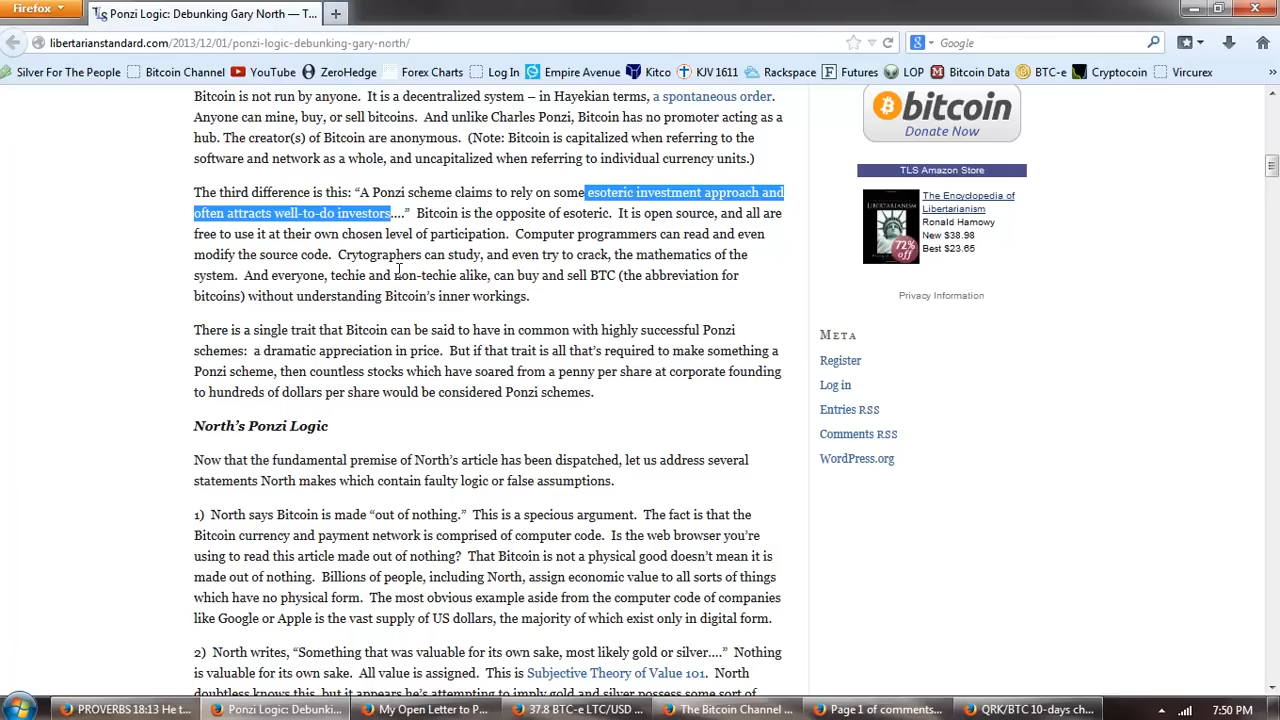 Firefox
Ponzi Logic: Debunking Gary North — T...
libertarianstandard.com/2013/12/01/ponzi-logic-debunking-gary-north/
Google
Silver For The People
Bitcoin Channel
YouTube
ZeroHedge
Forex Charts
Log In
Empire Avenue
Kitco
KJV 1611
Rackspace
Futures
LOP
Bitcoin Data
BTC-e
Cryptocoin
Vircurex
Bitcoin is not run by anyone. It is a decentralized system – in Hayekian terms, a spontaneous order.
Anyone can mine, buy, or sell bitcoins. And unlike Charles Ponzi, Bitcoin has no promoter acting as a
hub. The creator(s) of Bitcoin are anonymous. (Note: Bitcoin is capitalized when referring to the
software and network as a whole, and uncapitalized when referring to individual currency units.)
The third difference is this: “A Ponzi scheme claims to rely on some esoteric investment approach and
often attracts well-to-do investors....” Bitcoin is the opposite of esoteric. It is open source, and all are
free to use it at their own chosen level of participation. Computer programmers can read and even
modify the source code. Crytographers can study, and even try to crack, the mathematics of the
system. And everyone, techie and non-techie alike, can buy and sell BTC (the abbreviation for
bitcoins) without understanding Bitcoin’s inner workings.
There is a single trait that Bitcoin can be said to have in common with highly successful Ponzi
schemes: a dramatic appreciation in price. But if that trait is all that’s required to make something a
Ponzi scheme, then countless stocks which have soared from a penny per share at corporate founding
to hundreds of dollars per share would be considered Ponzi schemes.
North’s Ponzi Logic
Now that the fundamental premise of North’s article has been dispatched, let us address several
statements North makes which contain faulty logic or false assumptions.
1) North says Bitcoin is made “out of nothing.” This is a specious argument. The fact is that the
Bitcoin currency and payment network is comprised of computer code. Is the web browser you’re
using to read this article made out of nothing? That Bitcoin is not a physical good doesn’t mean it is
made out of nothing. Billions of people, including North, assign economic value to all sorts of things
which have no physical form. The most obvious example aside from the computer code of companies
like Google or Apple is the vast supply of US dollars, the majority of which exist only in digital form.
2) North writes, “Something that was valuable for its own sake, most likely gold or silver....” Nothing
is valuable for its own sake. All value is assigned. This is Subjective Theory of Value 101. North
doubtless knows this, but it appears he’s attempting to imply gold and silver possess some sort of
bitcoin
Donate Now
TLS Amazon Store
The Encyclopedia of
Libertarianism
Ronald Hamowy
New $38.98
Best $23.65
72%
off
LIBERTARIANISM
Privacy Information
META
Register
Log in
Entries RSS
Comments RSS
WordPress.org
PROVERBS 18:13 He t...
Ponzi Logic: Debunki...
My Open Letter to P...
37.8 BTC-e LTC/USD ...
The Bitcoin Channel ...
Page 1 of comments...
QRK/BTC 10-days ch...
7:50 PM